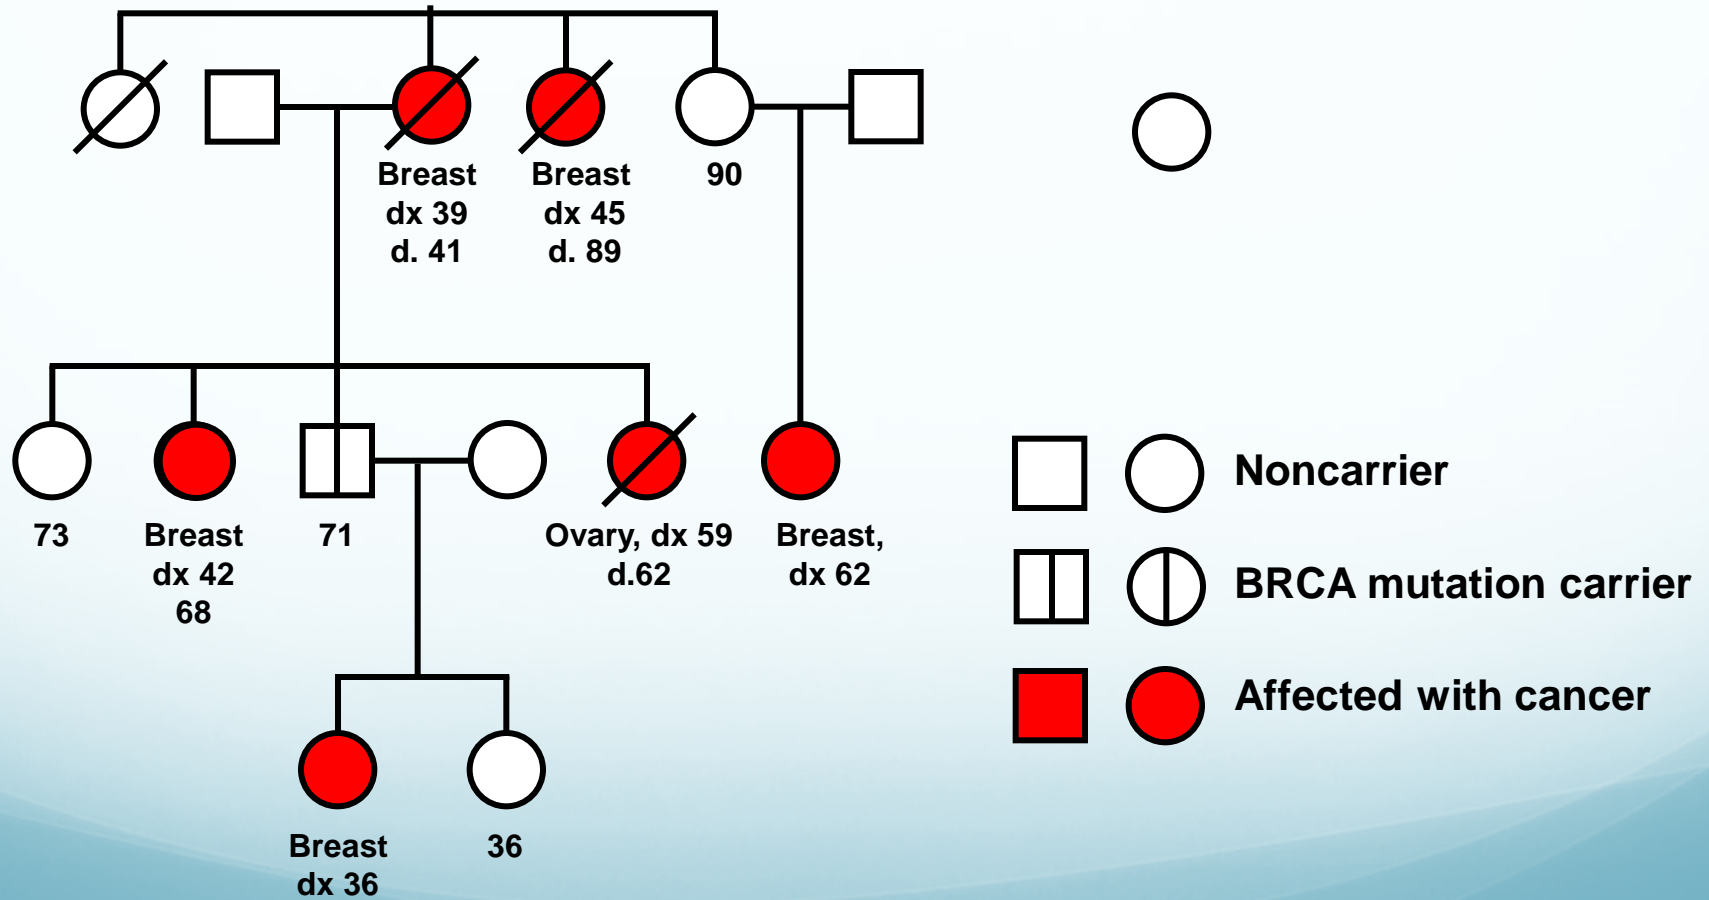 Breast
dx 39
d. 41
Breast
dx 45
d. 89
90
73
Breast
dx 42
68
71
Ovary, dx 59
d.62
Breast,
dx 62
Breast
dx 36
36
Noncarrier
BRCA mutation carrier
Affected with cancer